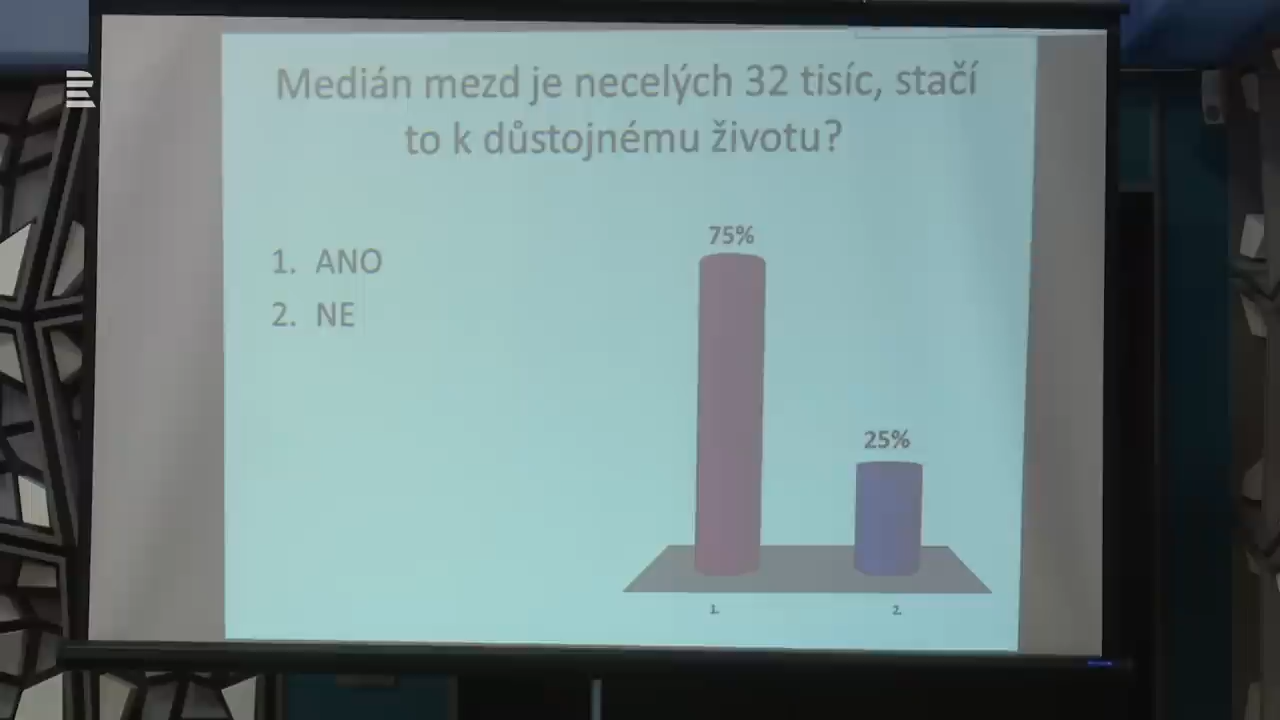 Medián mezd je necelých 32 tisíc, stačí
to k důstojnému životu?
1. ANO
2. NE
75%
25%
1.
2.